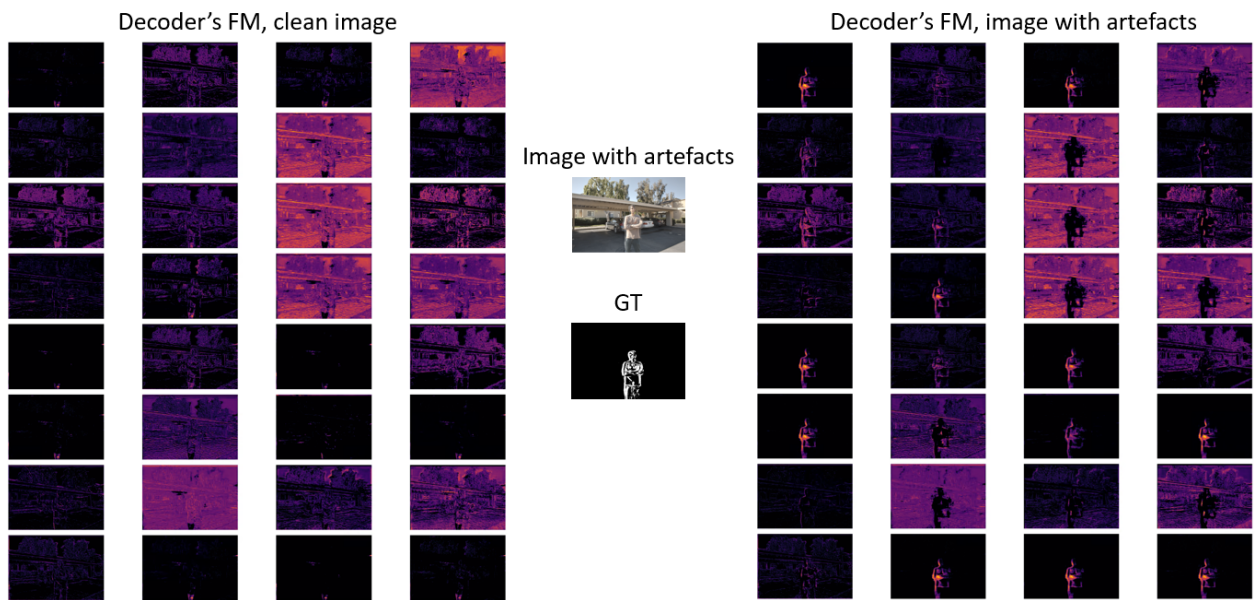 Decoder’s FM, clean image
Decoder’s FM, image with artefacts
Image with artefacts
GT